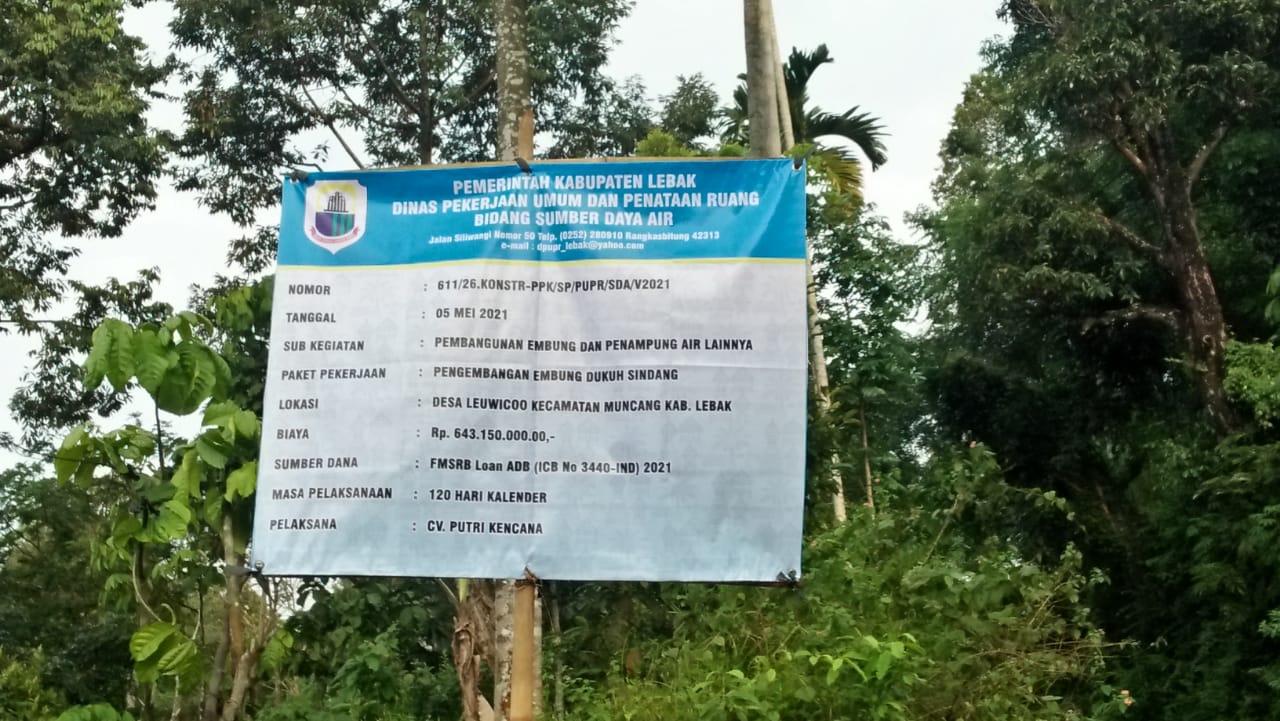 PEMERINTAH KABUPATEN LEBAK
DINAS PEKERJAAN UMUM DAN PENATAAN RUANG
BIDANG SUMBER DAYA AIR
Jalan Siliwangi Nomor 50 Telp. (0252) 280910 Rangkasbitung 42313
e-mail : dpupr_lebak@yahoo.com
NOMOR : 611/26.KONSTR-PPK/SP/PUPR/SDA/V2021
TANGGAL : 05 MEI 2021
SUB KEGIATAN : PEMBANGUNAN EMBUNG DAN PENAMPUNG AIR LAINNYA
PAKET PEKERJAAN : PENGEMBANGAN EMBUNG DUKUH SINDANG
LOKASI : DESA LEUWICOO KECAMATAN MUNCANG KAB. LEBAK
BIAYA : Rp. 643.150.000.00,-
SUMBER DANA : FMSRB Loan ADB (ICB No 3440-IND) 2021
MASA PELAKSANAAN : 120 HARI KALENDER
PELAKSANA : CV. PUTRI KENCANA